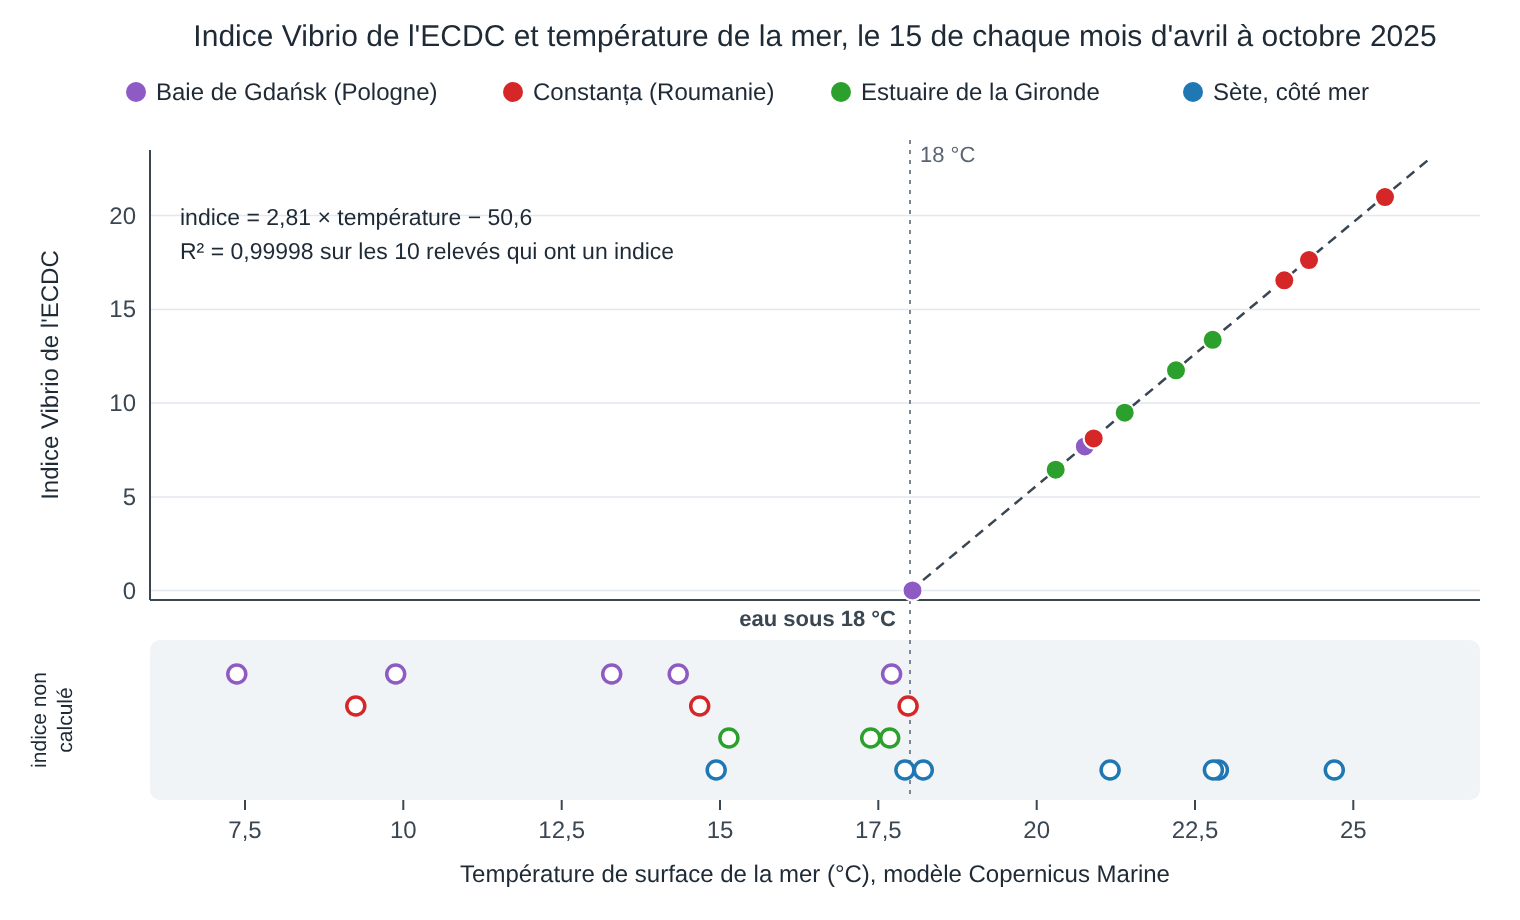 Indice Vibrio de l'ECDC et température de la mer, le 15 de chaque mois d'avril à octobre 2025
Baie de Gdańsk (Pologne)
Constanța (Roumanie)
Estuaire de la Gironde
Sète, côté mer
18 °C
indice = 2,81 × température − 50,6
R² = 0,99998 sur les 10 relevés qui ont un indice
Indice Vibrio de l'ECDC
20
15
10
5
0
eau sous 18 °C
indice non
calculé
7,5
10
12,5
15
17,5
20
22,5
25
Température de surface de la mer (°C), modèle Copernicus Marine